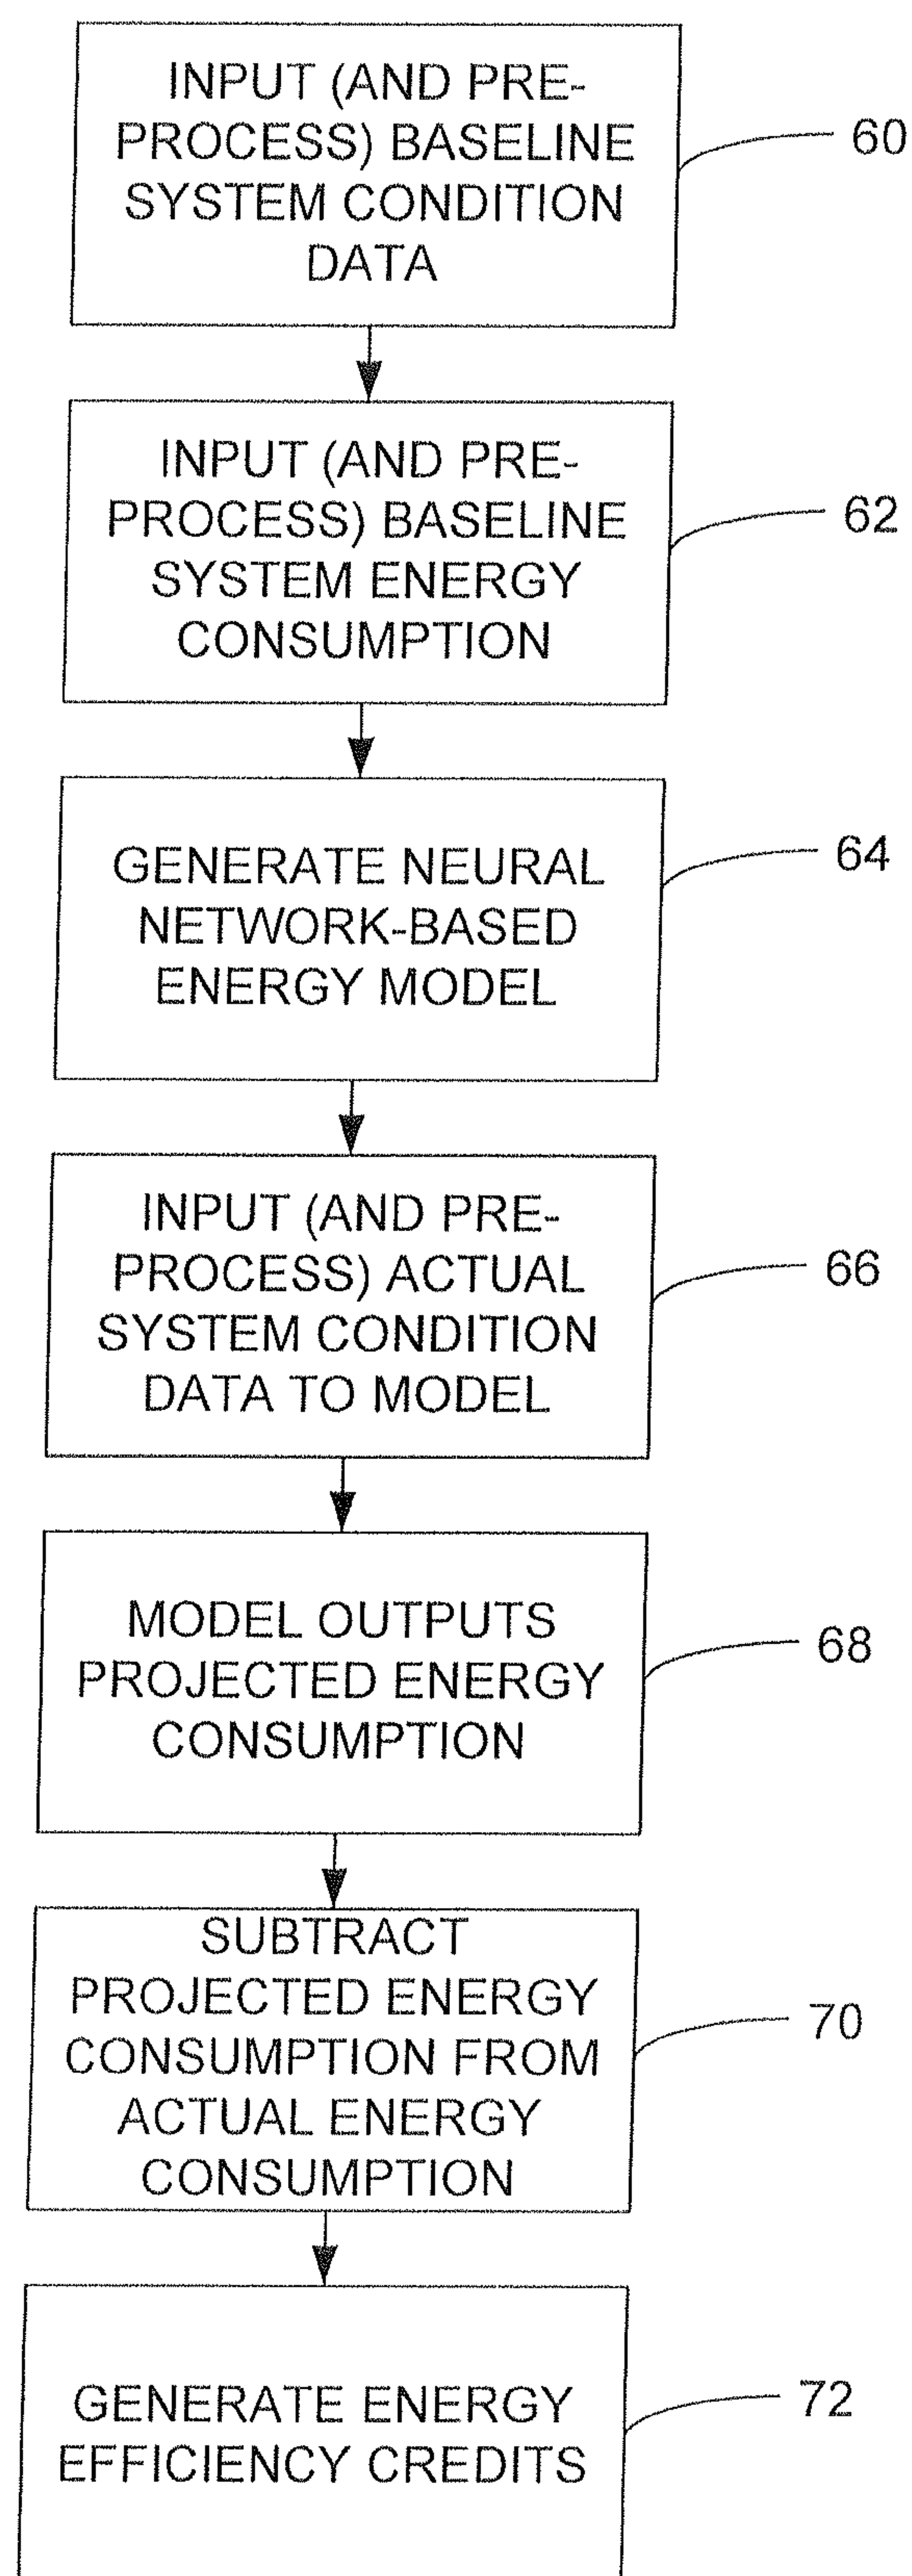 INPUT (AND PRE-
PROCESS) BASELINE
SYSTEM CONDITION
DATA
60
INPUT (AND PRE-
PROCESS) BASELINE
SYSTEM ENERGY
CONSUMPTION
62
GENERATE NEURAL
NETWORK-BASED
ENERGY MODEL
64
INPUT (AND PRE-
PROCESS) ACTUAL
SYSTEM CONDITION
DATA TO MODEL
66
MODEL OUTPUTS
PROJECTED ENERGY
CONSUMPTION
68
SUBTRACT
PROJECTED ENERGY
CONSUMPTION FROM
ACTUAL ENERGY
CONSUMPTION
70
GENERATE ENERGY
EFFICIENCY CREDITS
72